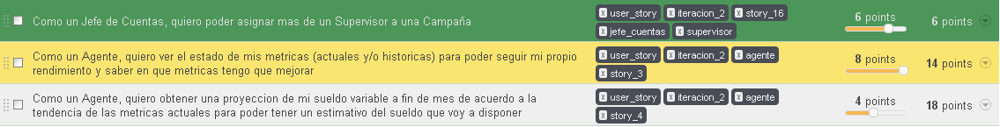 Como un Jefe de Cuentas, quiero poder asignar mas de un Supervisor a una Campaña
x user_story x iteracion_2 x story_16
x jefe_cuentas x supervisor
6 points
6 points
Como un Agente, quiero ver el estado de mis metricas (actuales y/o historicas) para poder seguir mi propio
rendimiento y saber en que metricas tengo que mejorar
x user_story x iteracion_2 x agente
x story_3
8 points
14 points
Como un Agente, quiero obtener una proyeccion de mi sueldo variable a fin de mes de acuerdo a la
tendencia de las metricas actuales para poder tener un estimativo del sueldo que voy a disponer
x user_story x iteracion_2 x agente
x story_4
4 points
18 points